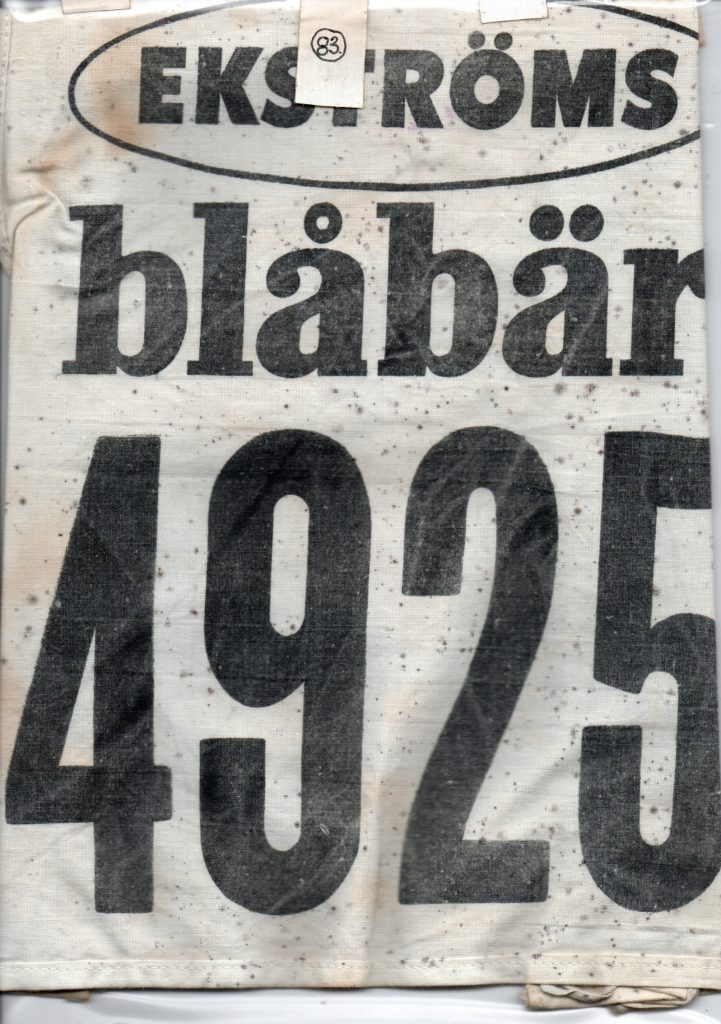 83.
EKSTRÖMS
blåbär
4925